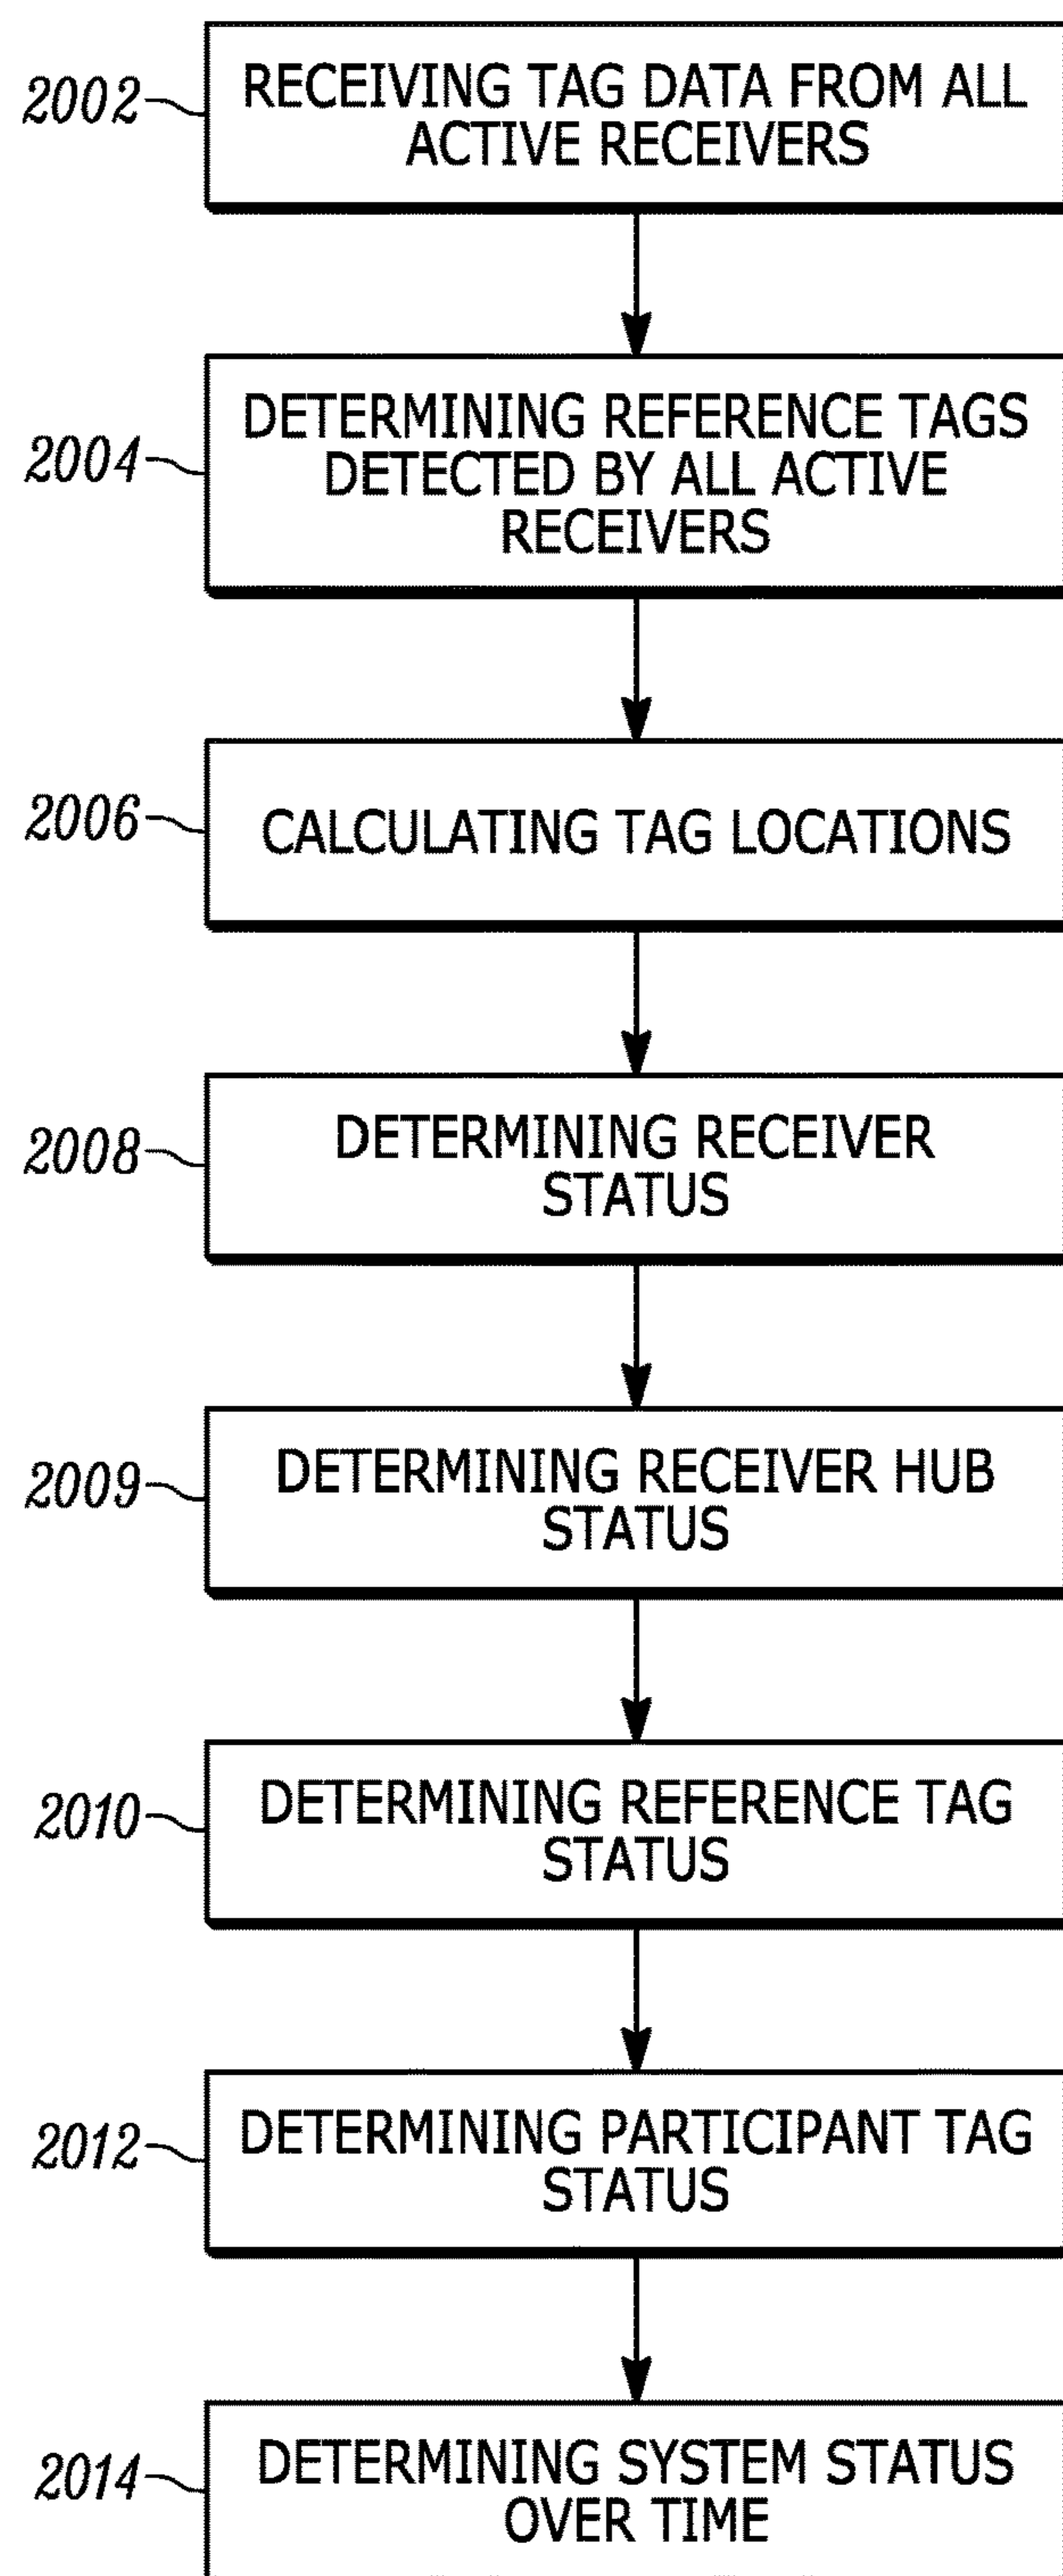 2002
RECEIVING TAG DATA FROM ALL
ACTIVE RECEIVERS
2004
DETERMINING REFERENCE TAGS
DETECTED BY ALL ACTIVE
RECEIVERS
2006
CALCULATING TAG LOCATIONS
2008
DETERMINING RECEIVER
STATUS
2009
DETERMINING RECEIVER HUB
STATUS
2010
DETERMINING REFERENCE TAG
STATUS
2012
DETERMINING PARTICIPANT TAG
STATUS
2014
DETERMINING SYSTEM STATUS
OVER TIME